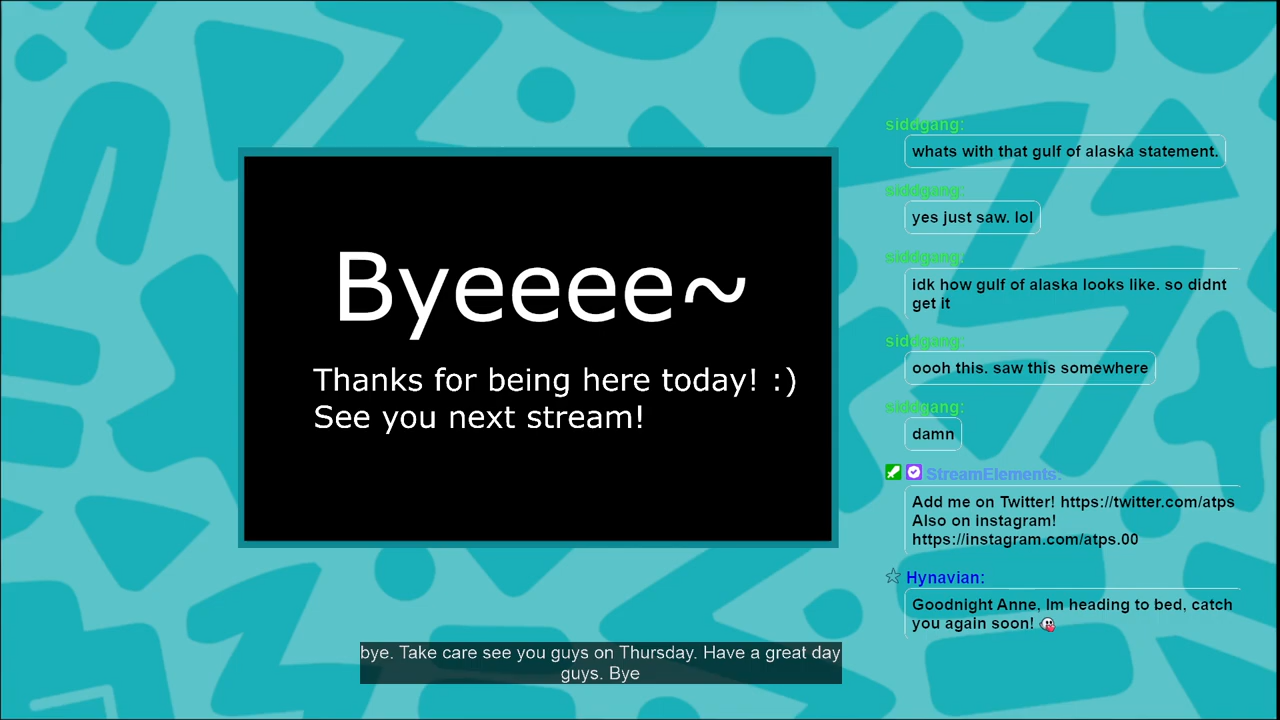 Byeeee~
Thanks for being here today! :)
See you next stream!
siddgang:
whats with that gulf of alaska statement.
siddgang:
yes just saw. lol
siddgang:
idk how gulf of alaska looks like. so didnt
get it
siddgang:
oooh this. saw this somewhere
siddgang:
damn
StreamElements:
Add me on Twitter! https://twitter.com/atps
Also on instagram!
https://instagram.com/atps.00
Hynavian:
Goodnight Anne, Im heading to bed, catch
you again soon!
bye. Take care see you guys on Thursday. Have a great day
guys. Bye